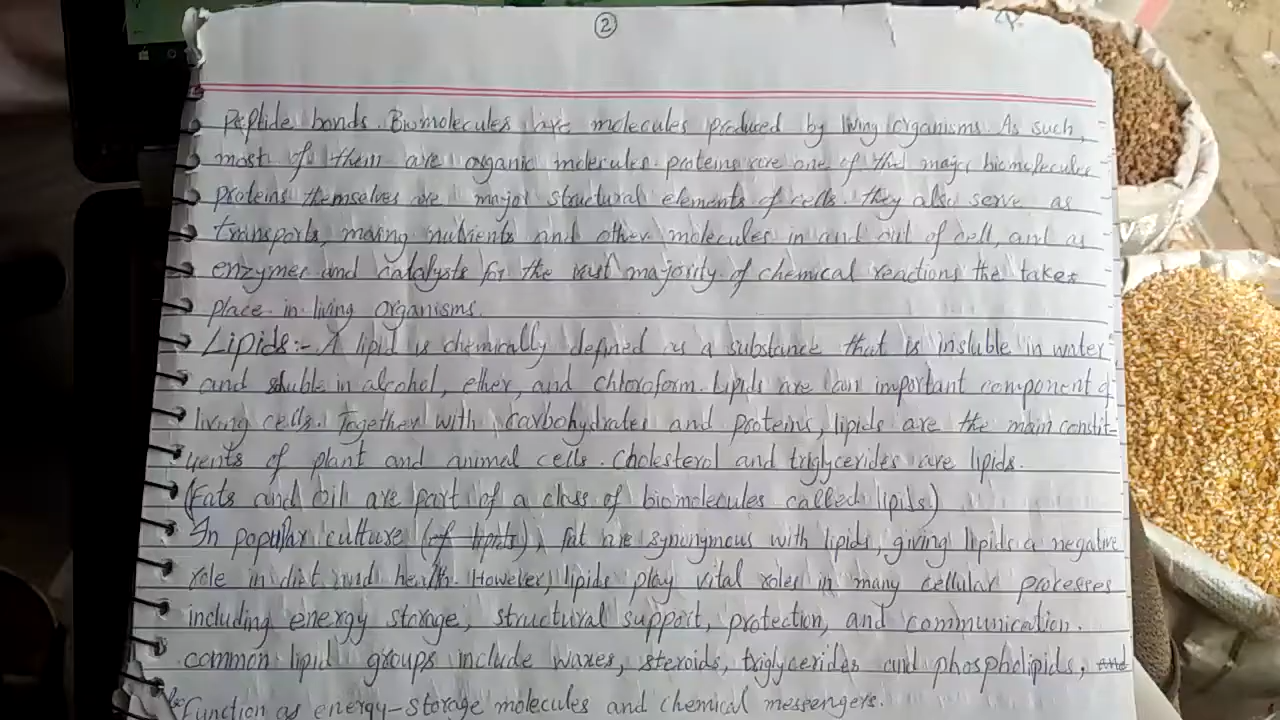 ②
Peptide bonds. Biomolecules are molecules produced by living organisms. As such,
most of them are organic molecules. proteins are one of the major biomolecules
proteins themselves are major structural elements of cells. they also serve as
transports, moving nutrients and other molecules in and out of cell, and as
enzymes and catalysts for the vast majority of chemical reactions the takes
place in living organisms.
Lipids:- A lipid is chemically defined as a substance that is insluble in water
and soluble in alcohol, ether, and chloroform. Lipids are an important component of
living cells. Together with carbohydrates and proteins, lipids are the main constit-
uents of plant and animal cells. Cholesterol and triglycerides are lipids.
(Fats and oil are part of a class of biomolecules called lipids.)
In popular culture (of lipids), fat are synonymous with lipids, giving lipids a negative
role in diet and health. However, lipids play vital roles in many cellular processes
including energy storage, structural support, protection, and communication.
common lipid groups include waxes, steroids, triglycerides and phospholipids, and
Function as energy-storage molecules and chemical messengers.